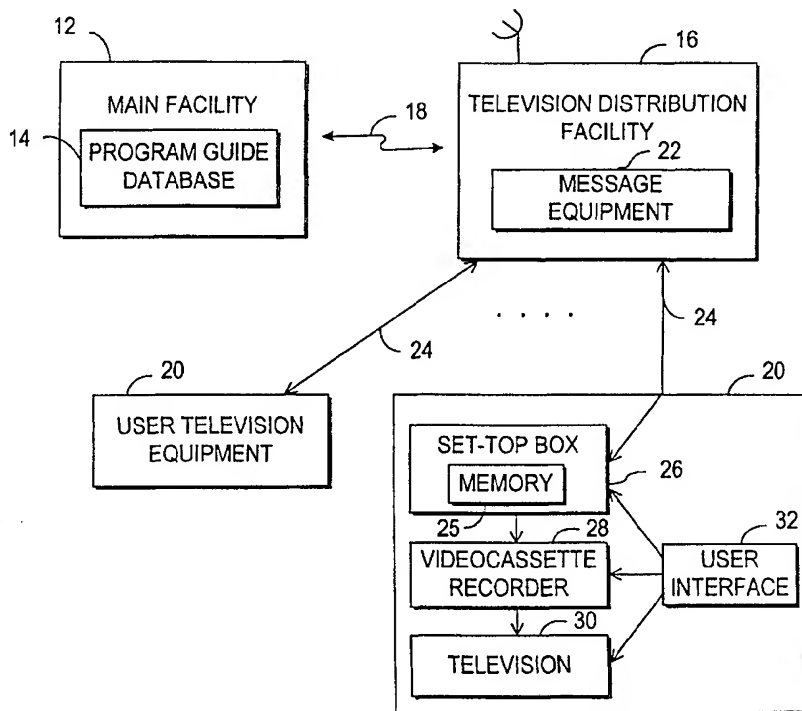 12
MAIN FACILITY
14
PROGRAM GUIDE
DATABASE
18
16
TELEVISION DISTRIBUTION
FACILITY
22
MESSAGE
EQUIPMENT
24
24
20
USER TELEVISION
EQUIPMENT
20
SET-TOP BOX
MEMORY
25
26
28
VIDEOCASSETTE
RECORDER
32
USER
INTERFACE
30
TELEVISION